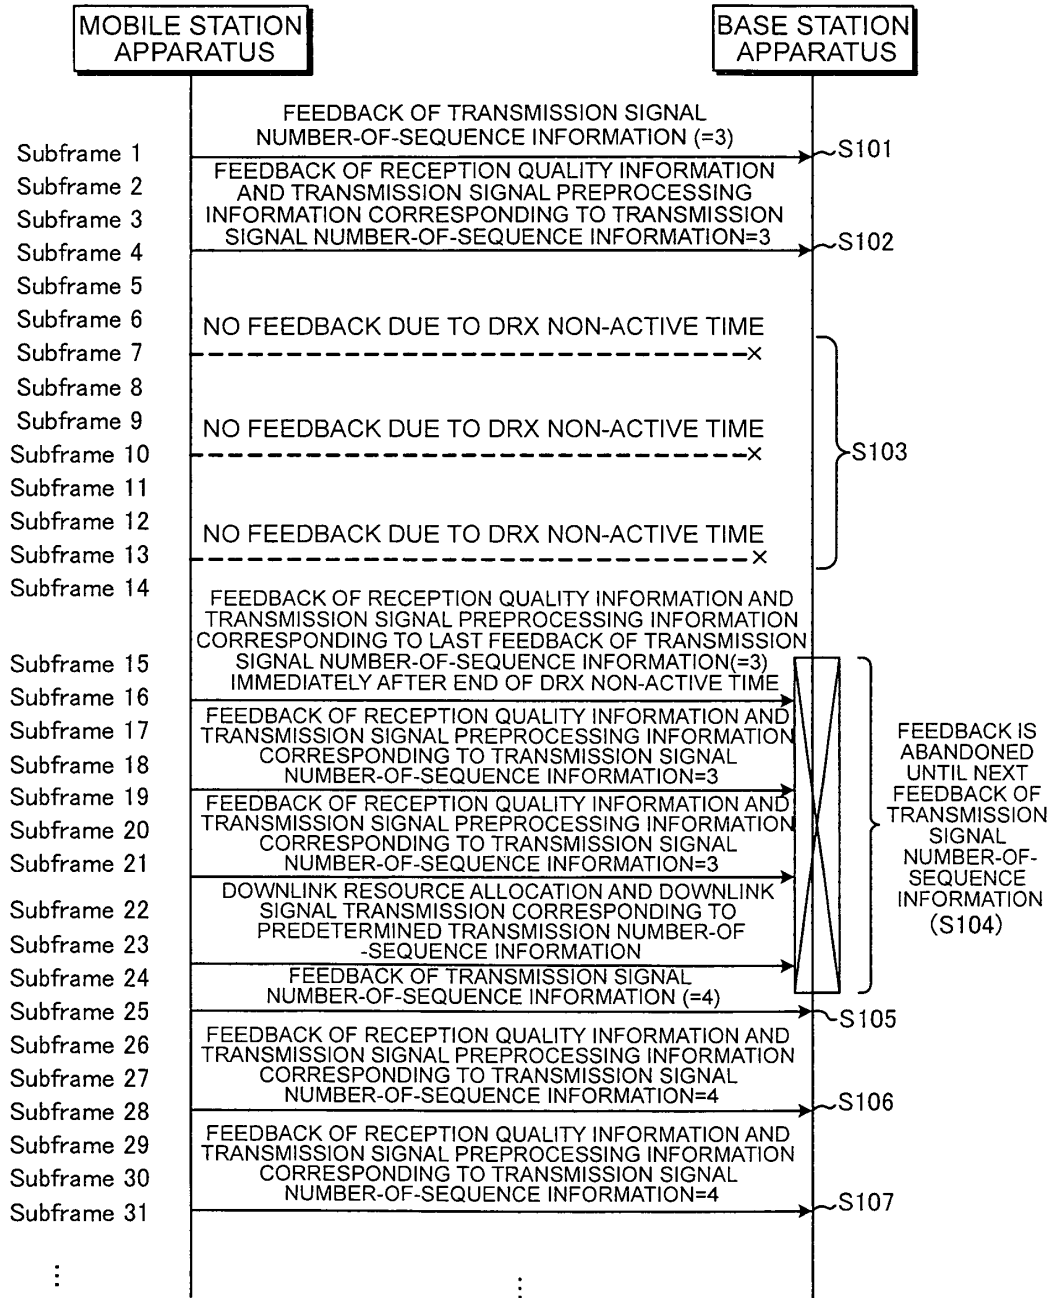 MOBILE STATION
APPARATUS
BASE STATION
APPARATUS
FEEDBACK OF TRANSMISSION SIGNAL
NUMBER-OF-SEQUENCE INFORMATION (=3)
Subframe 1
S101
FEEDBACK OF RECEPTION QUALITY INFORMATION
Subframe 2
AND TRANSMISSION SIGNAL PREPROCESSING
Subframe 3
INFORMATION CORRESPONDING TO TRANSMISSION
SIGNAL NUMBER-OF-SEQUENCE INFORMATION=3
Subframe 4
S102
Subframe 5
Subframe 6
NO FEEDBACK DUE TO DRX NON-ACTIVE TIME
Subframe 7
×
Subframe 8
Subframe 9
NO FEEDBACK DUE TO DRX NON-ACTIVE TIME
Subframe 10
×
S103
Subframe 11
Subframe 12
NO FEEDBACK DUE TO DRX NON-ACTIVE TIME
Subframe 13
×
Subframe 14
FEEDBACK OF RECEPTION QUALITY INFORMATION AND
TRANSMISSION SIGNAL PREPROCESSING INFORMATION
CORRESPONDING TO LAST FEEDBACK OF TRANSMISSION
SIGNAL NUMBER-OF-SEQUENCE INFORMATION(=3)
IMMEDIATELY AFTER END OF DRX NON-ACTIVE TIME
Subframe 15
Subframe 16
FEEDBACK OF RECEPTION QUALITY INFORMATION AND
TRANSMISSION SIGNAL PREPROCESSING INFORMATION
CORRESPONDING TO TRANSMISSION SIGNAL
NUMBER-OF-SEQUENCE INFORMATION=3
Subframe 17
Subframe 18
Subframe 19
FEEDBACK OF RECEPTION QUALITY INFORMATION AND
TRANSMISSION SIGNAL PREPROCESSING INFORMATION
CORRESPONDING TO TRANSMISSION SIGNAL
NUMBER-OF-SEQUENCE INFORMATION=3
Subframe 20
Subframe 21
DOWNLINK RESOURCE ALLOCATION AND DOWNLINK
SIGNAL TRANSMISSION CORRESPONDING TO
PREDETERMINED TRANSMISSION NUMBER-OF
-SEQUENCE INFORMATION
Subframe 22
Subframe 23
FEEDBACK IS
ABANDONED
UNTIL NEXT
FEEDBACK OF
TRANSMISSION
SIGNAL
NUMBER-OF-
SEQUENCE
INFORMATION
(S104)
Subframe 24
FEEDBACK OF TRANSMISSION SIGNAL
NUMBER-OF-SEQUENCE INFORMATION (=4)
Subframe 25
S105
FEEDBACK OF RECEPTION QUALITY INFORMATION AND
TRANSMISSION SIGNAL PREPROCESSING INFORMATION
CORRESPONDING TO TRANSMISSION SIGNAL
NUMBER-OF-SEQUENCE INFORMATION=4
Subframe 26
Subframe 27
Subframe 28
S106
FEEDBACK OF RECEPTION QUALITY INFORMATION AND
TRANSMISSION SIGNAL PREPROCESSING INFORMATION
CORRESPONDING TO TRANSMISSION SIGNAL
NUMBER-OF-SEQUENCE INFORMATION=4
Subframe 29
Subframe 30
Subframe 31
S107